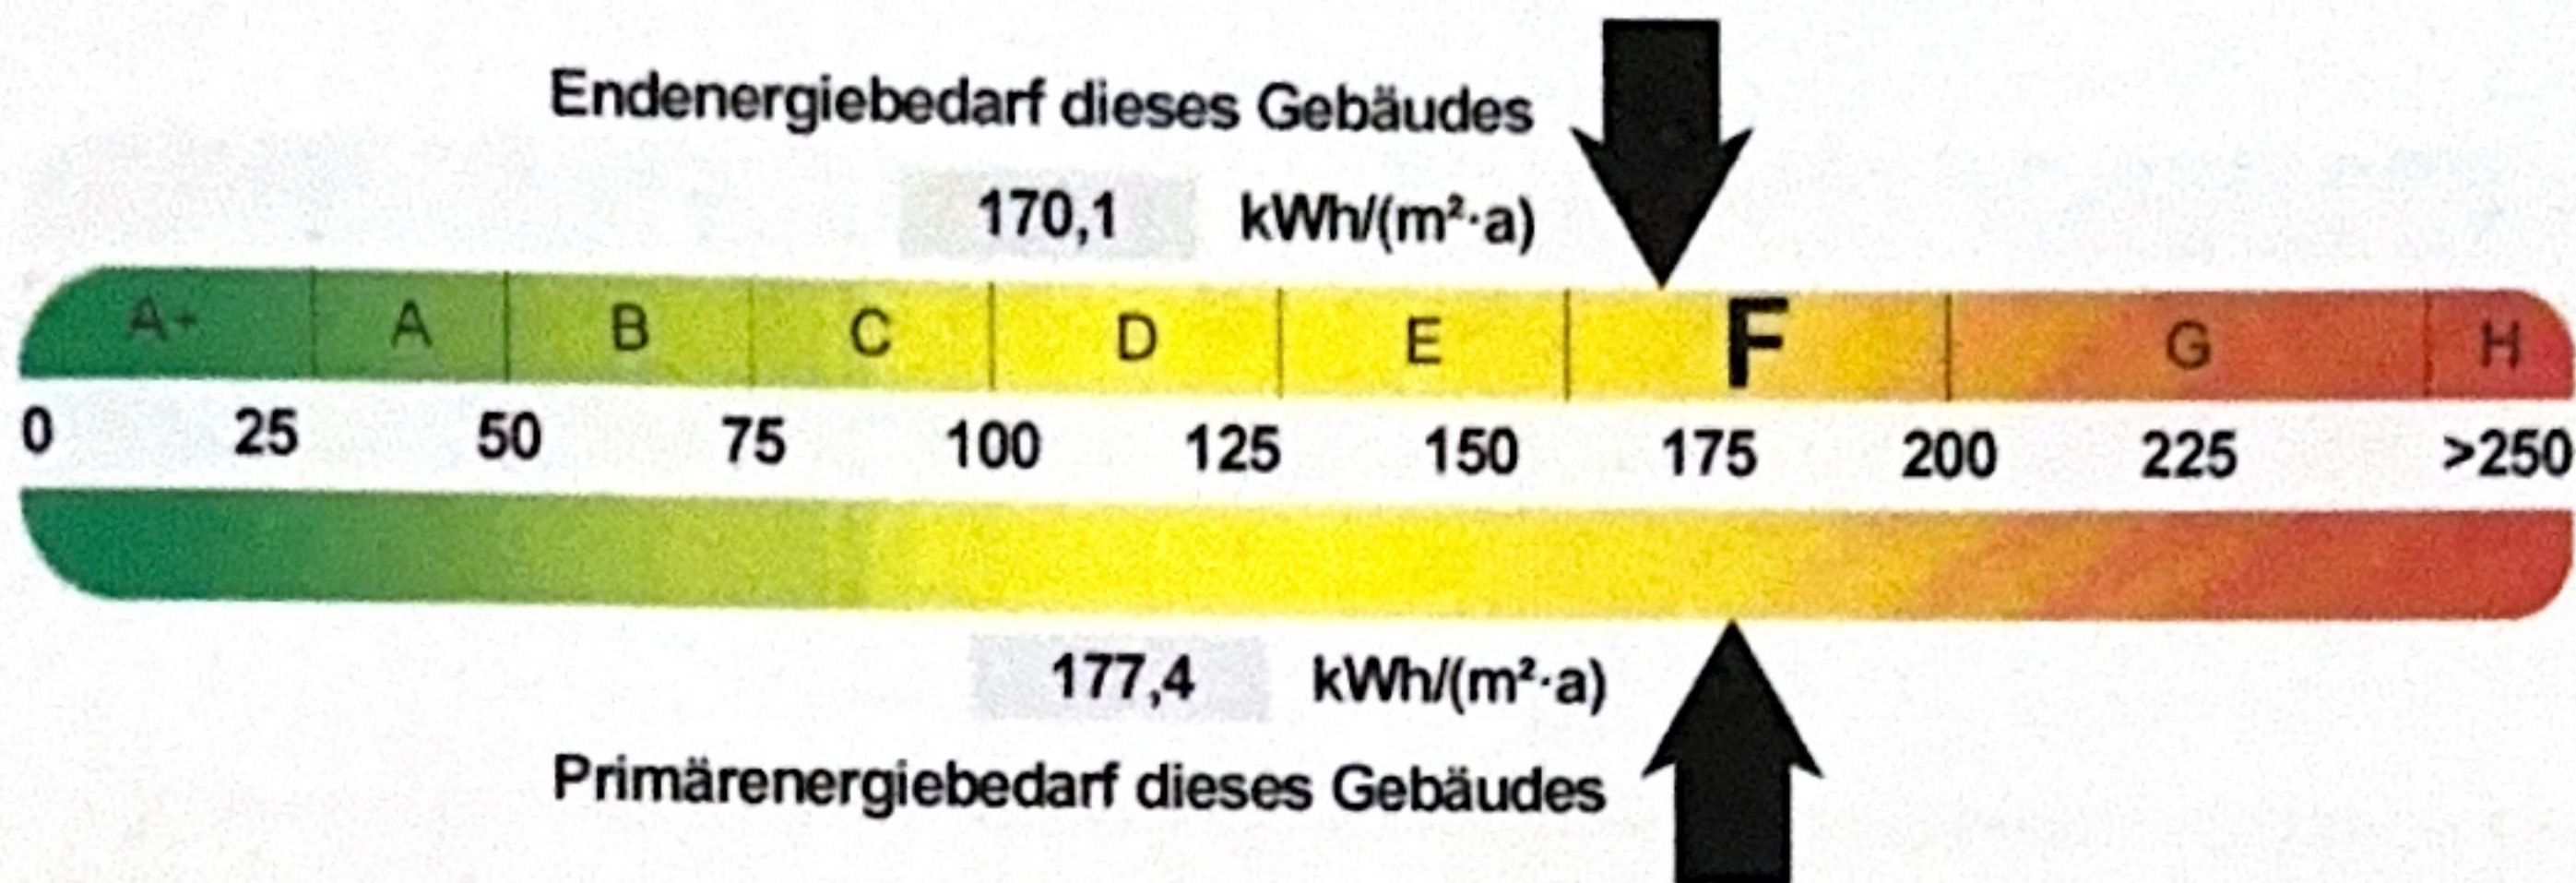 Endenergiebedarf dieses Gebäudes
170,1 kWh/(m²·a)
A+ A B C D E F G H
0 25 50 75 100 125 150 175 200 225 >250
177,4 kWh/(m²·a)
Primärenergiebedarf dieses Gebäudes